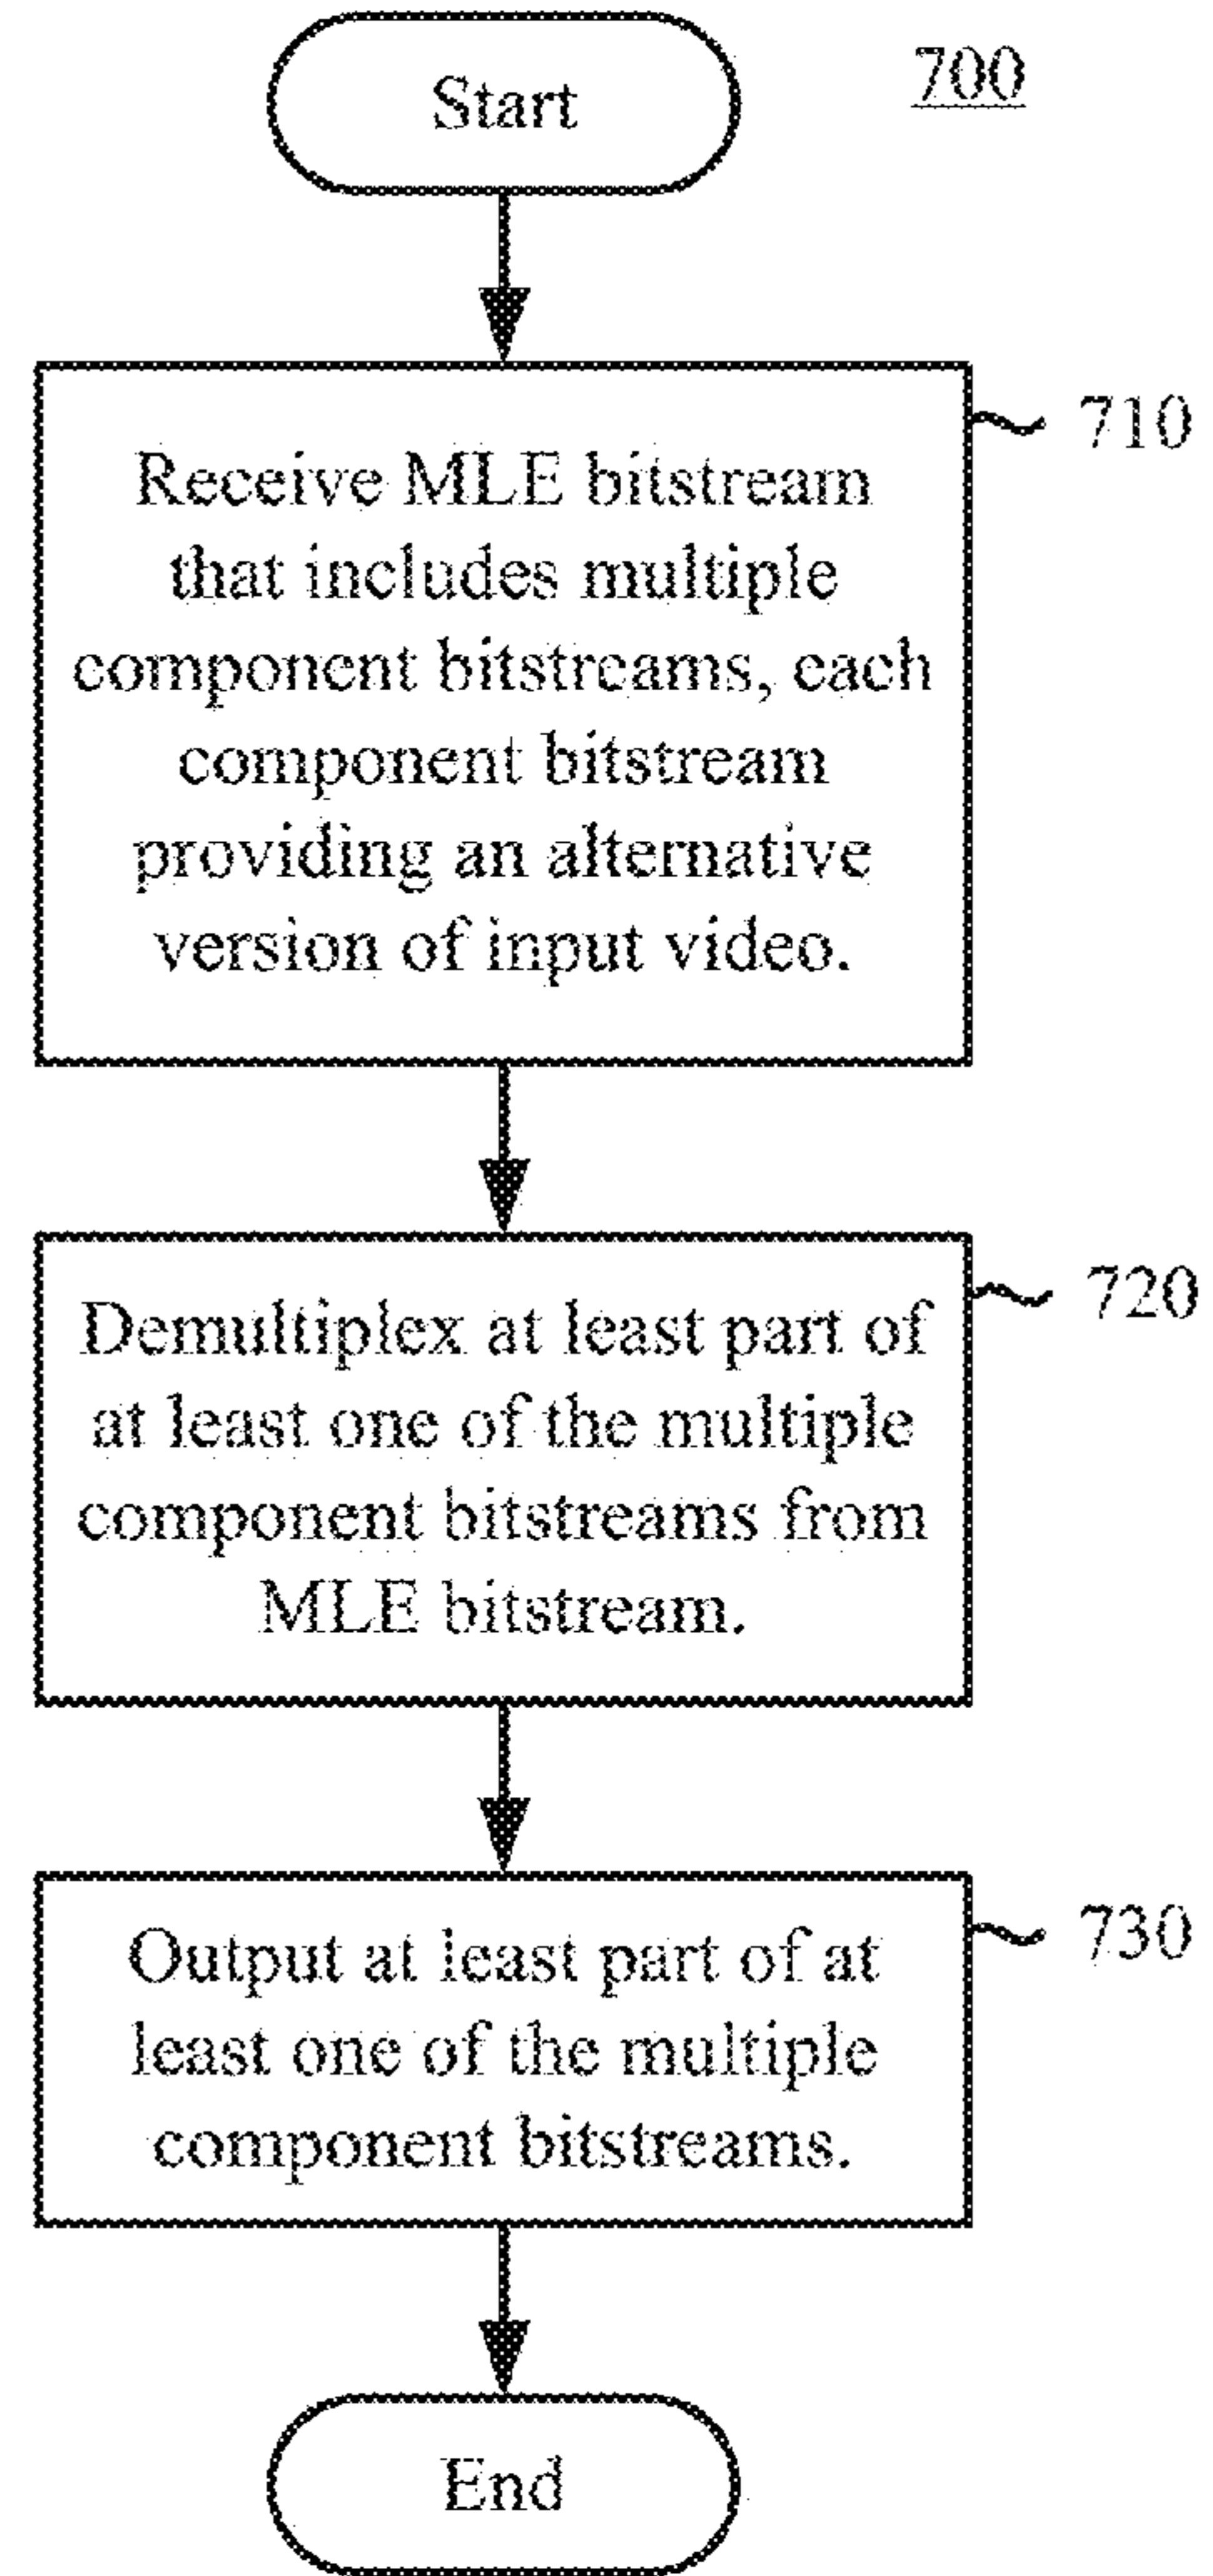 Start
700
Receive MLE bitstream
that includes multiple
component bitstreams, each
component bitstream
providing an alternative
version of input video.
710
Demultiplex at least part of
at least one of the multiple
component bitstreams from
MLE bitstream.
720
Output at least part of at
least one of the multiple
component bitstreams.
730
End